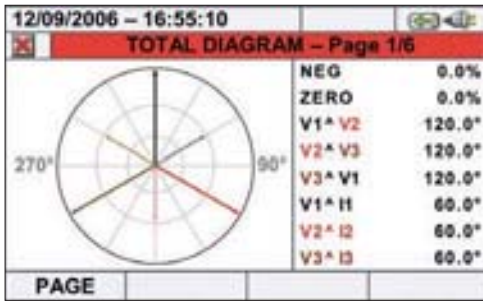 12/09/2006 – 16:55:10
TOTAL DIAGRAM – Page 1/6
NEG 0.0%
ZERO 0.0%
V1^ V2 120.0°
V2^ V3 120.0°
V3^ V1 120.0°
270° 90°
V1^ I1 60.0°
V2^ I2 60.0°
V3^ I3 60.0°
PAGE